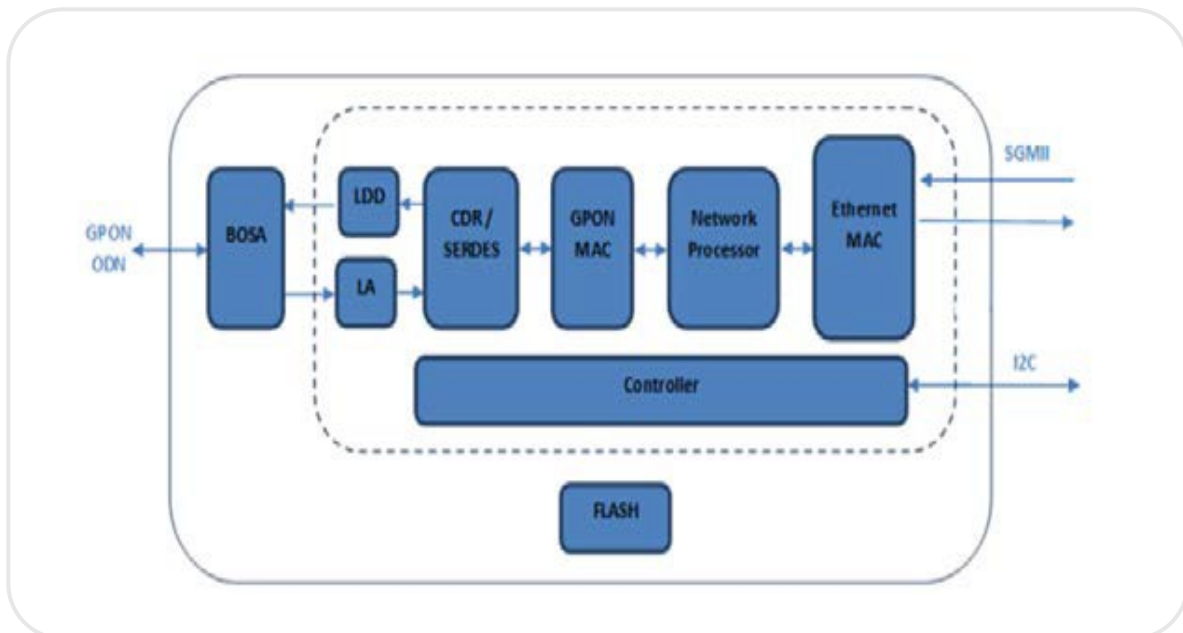 SGMII
LDD
CDR /
SERDES
GPON
MAC
Network
Processor
Ethernet
MAC
GPON
ODN
BOSA
LA
I2C
Controller
FLASH